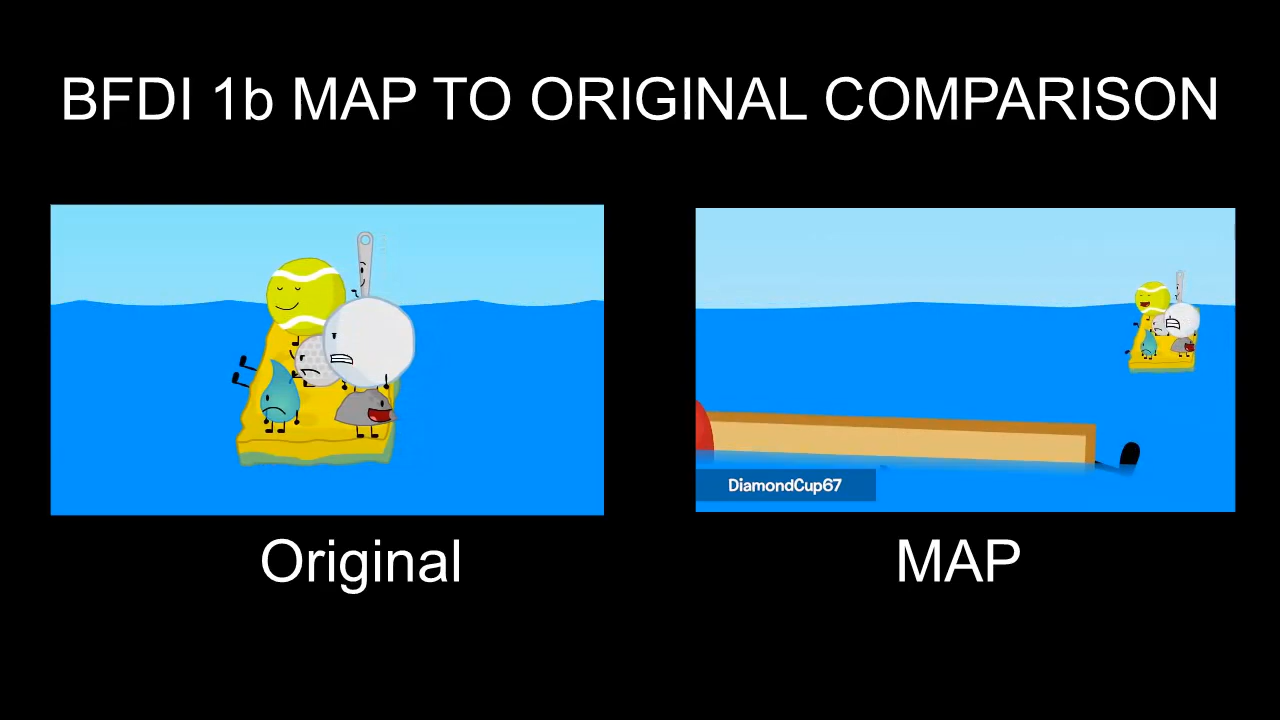 BFDI 1b MAP TO ORIGINAL COMPARISON
DiamondCup67
Original
MAP